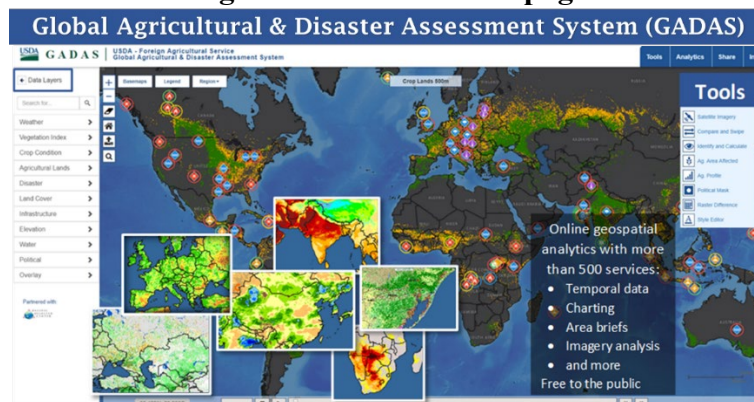 Global Agricultural & Disaster Assessment System (GADAS)
USDA
GADAS
USDA - Foreign Agricultural Service
Global Agricultural & Disaster Assessment System
Tools
Analytics
Share
Data Layers
Search for...
Weather
Vegetation Index
Crop Condition
Agricultural Lands
Disaster
Land Cover
Infrastructure
Elevation
Water
Political
Overlay
Partnered with:
Basemaps
Legend
Region
Crop Lands 500m
Tools
Satellite Imagery
Compare and Swipe
Identify and Calculate
Ag. Area Affected
Ag. Profile
Political Mask
Raster Difference
Style Editor
Online geospatial
analytics with more
than 500 services:
• Temporal data
• Charting
• Area briefs
• Imagery analysis
• and more
Free to the public